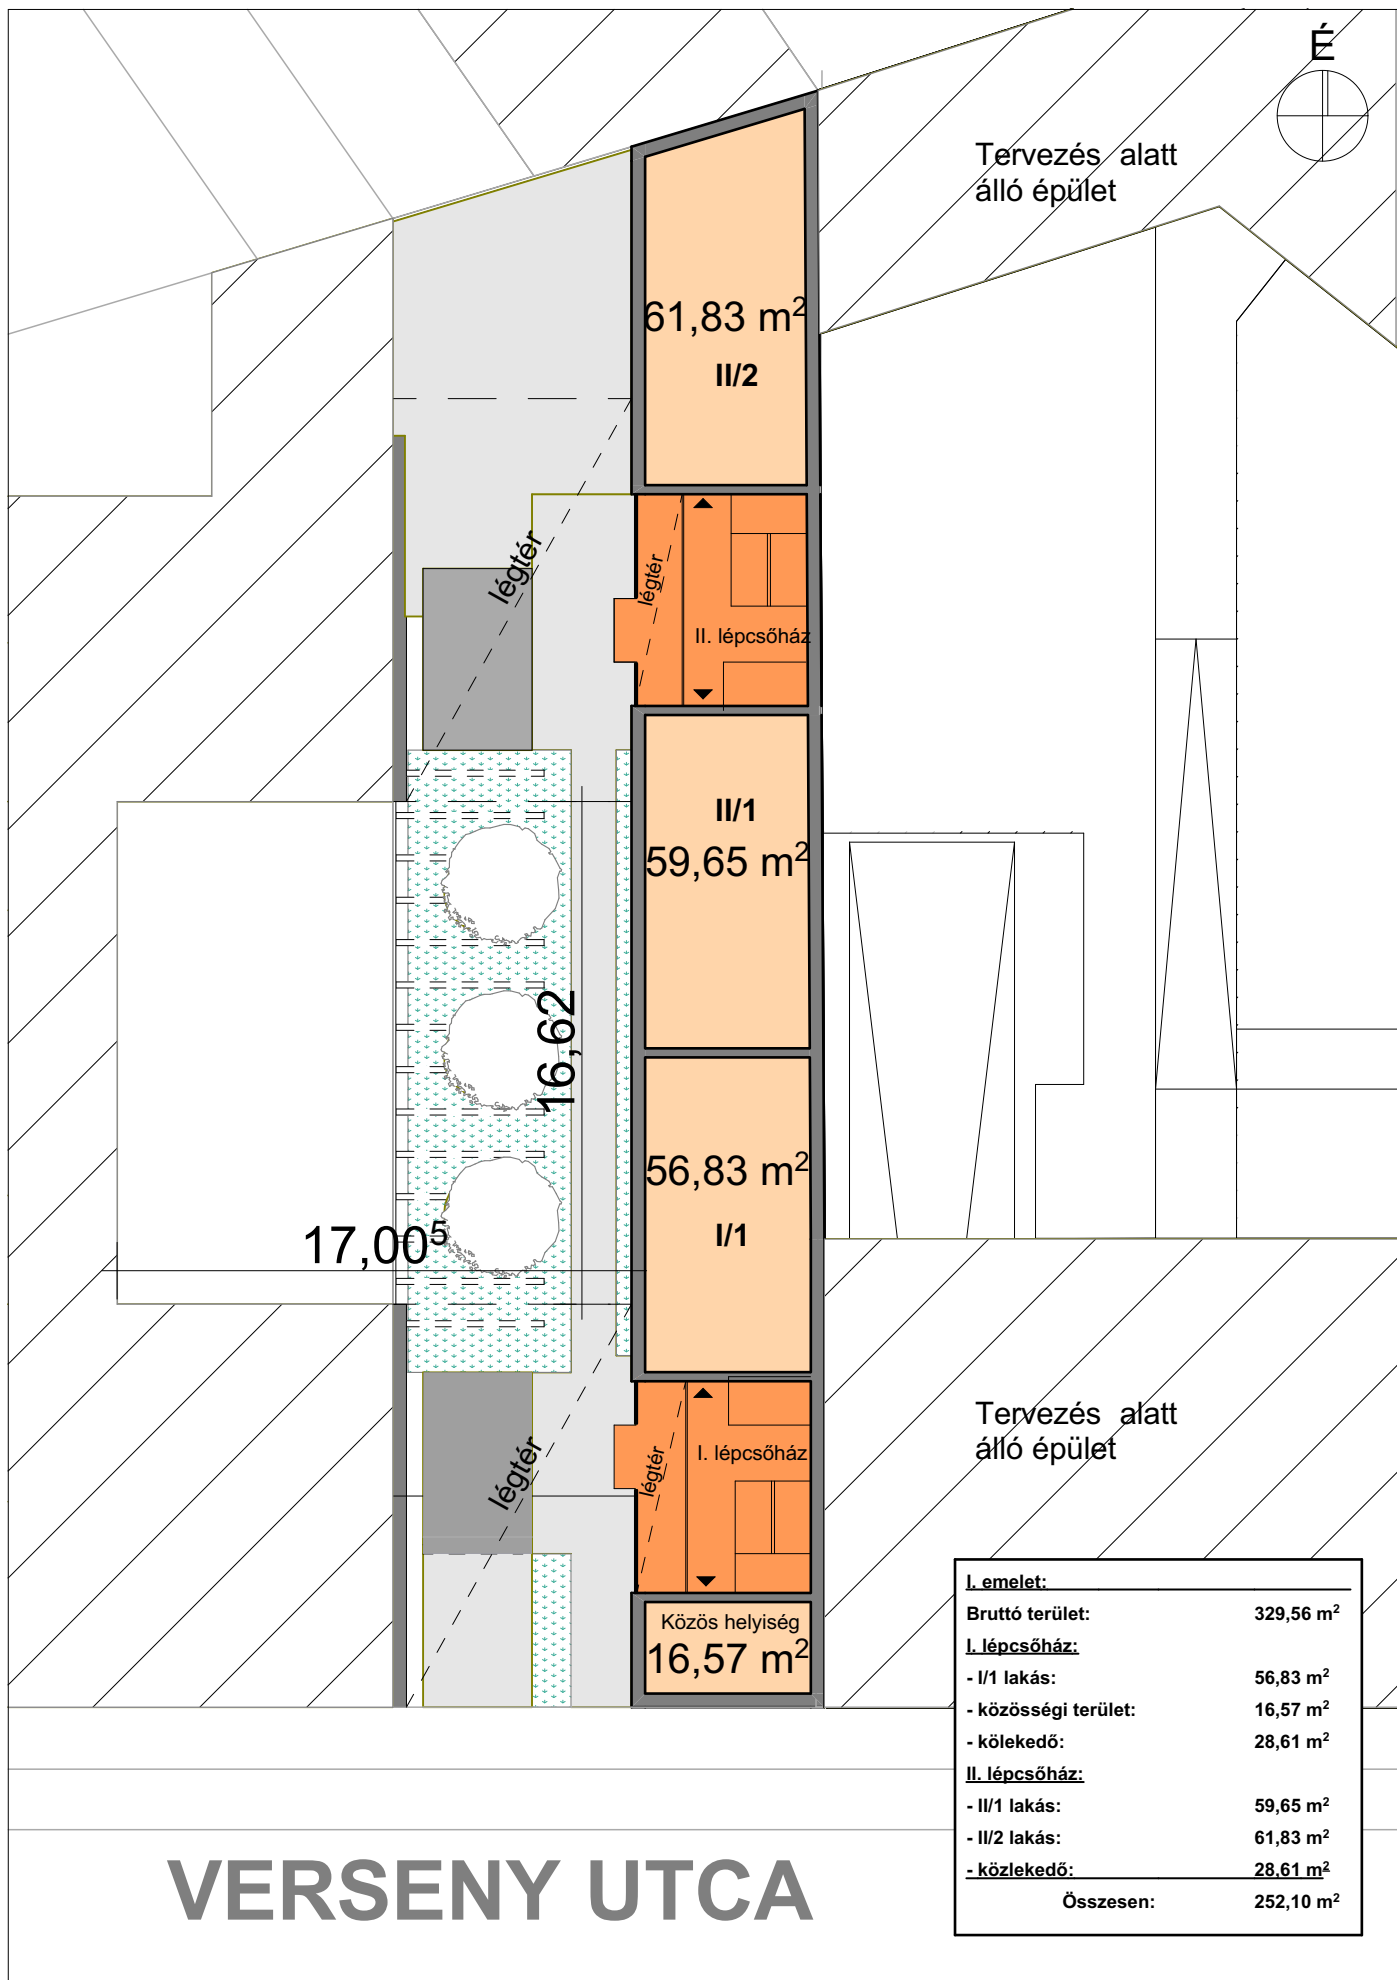 É
Tervezés alatt
álló épület
61,83 m²
II/2
légtér
légtér
II. lépcsőház
II/1
59,65 m²
16,62
56,83 m²
I/1
17,00⁵
Tervezés alatt
álló épület
légtér
légtér
I. lépcsőház
Közös helyiség
16,57 m²
I. emelet:
Bruttó terület: 329,56 m²
I. lépcsőház:
- I/1 lakás: 56,83 m²
- közösségi terület: 16,57 m²
- kölekedő: 28,61 m²
II. lépcsőház:
- II/1 lakás: 59,65 m²
- II/2 lakás: 61,83 m²
- közlekedő: 28,61 m²
Összesen: 252,10 m²
VERSENY UTCA